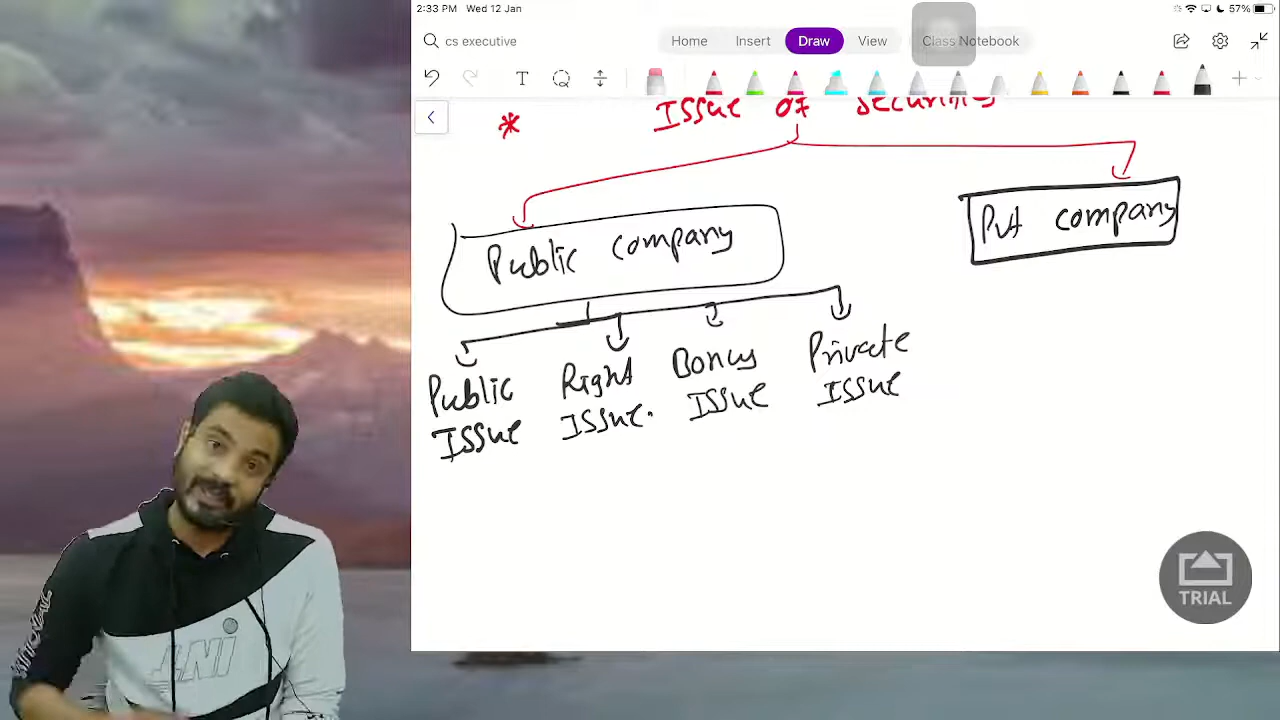 2:33 PM Wed 12 Jan
57%
cs executive
Home Insert Draw View Class Notebook
T
Issue of securities
*
Public company
Pvt company
Public Issue
Right Issue.
Bonus Issue
Private Issue
TRIAL